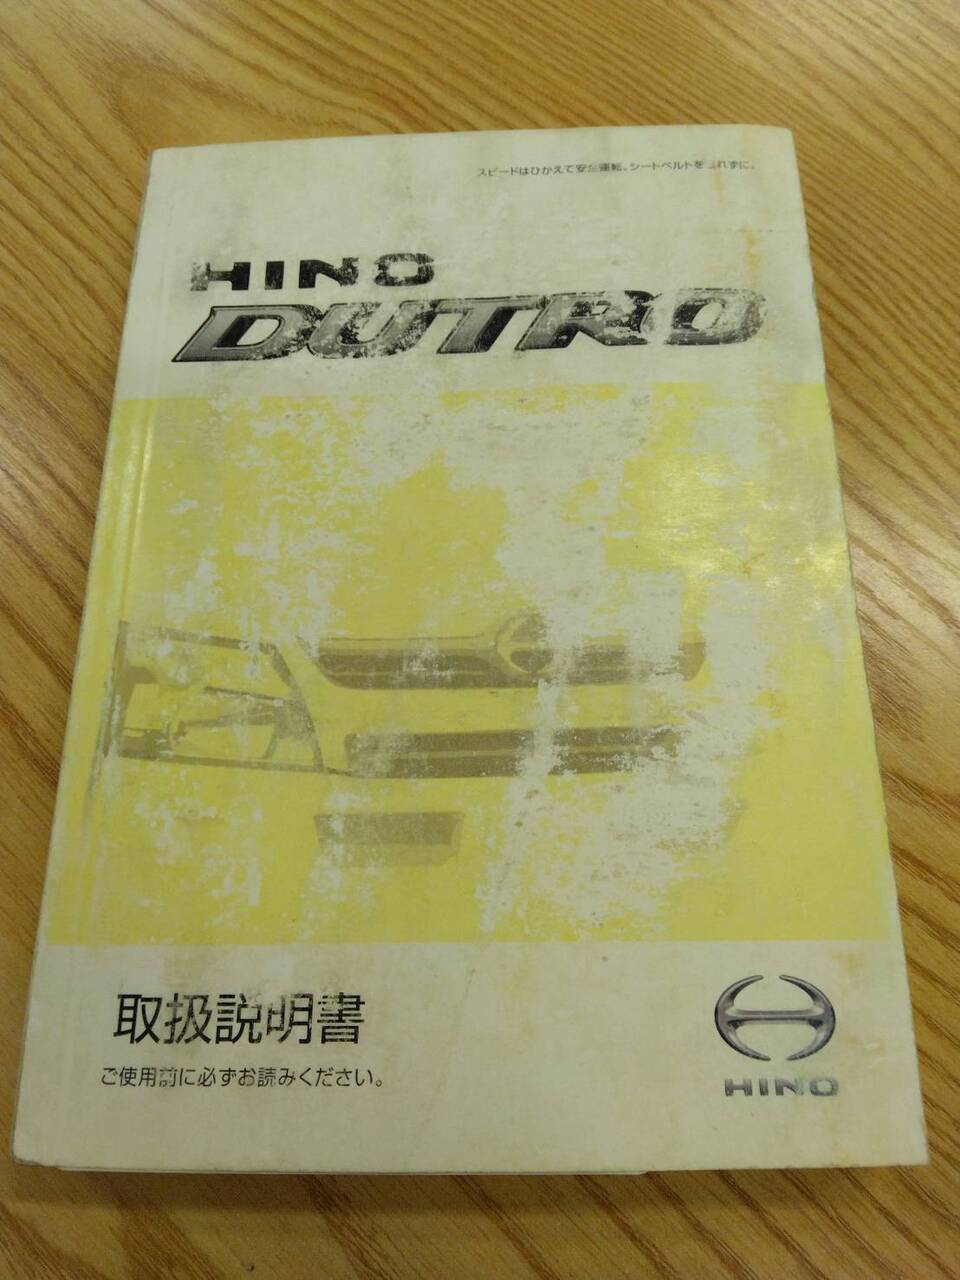 スピードはひかえて安全運転。シートベルトを忘れずに。
HINO
DUTRO
取扱説明書
ご使用前に必ずお読みください。
HINO